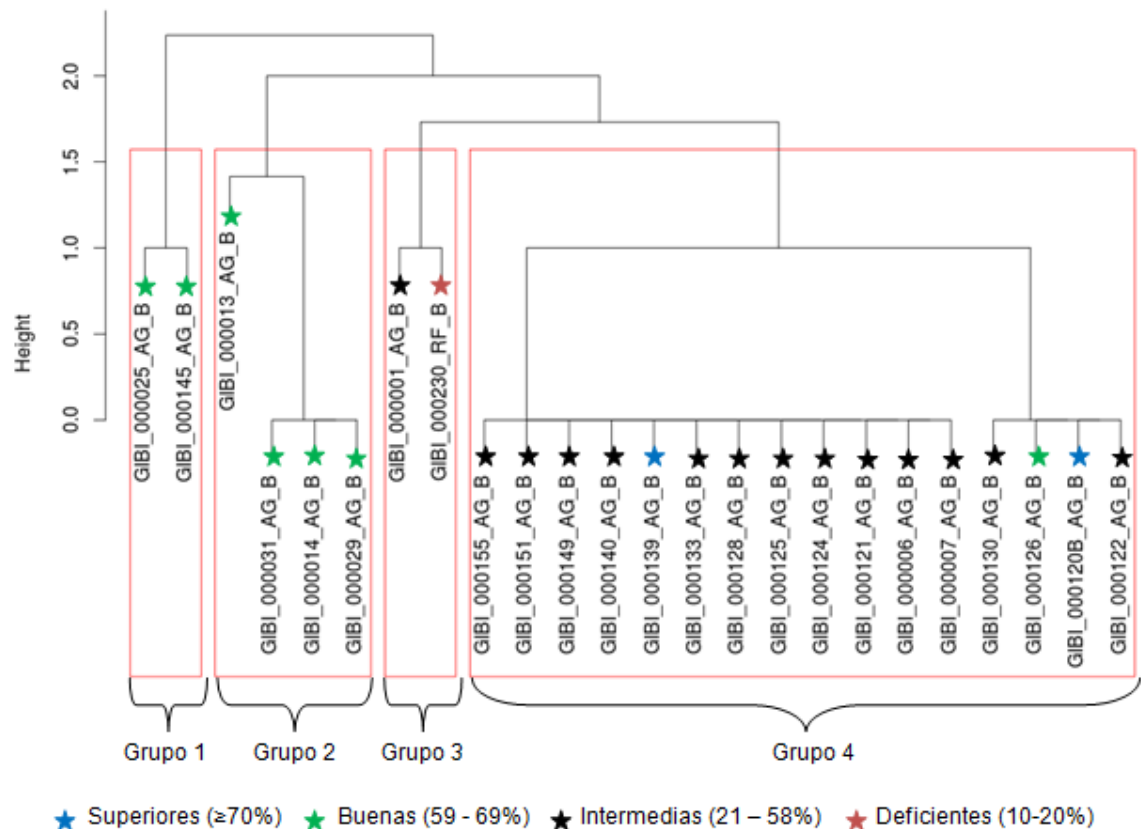 Height
2.0
1.5
1.0
0.5
0.0
GIBI_000025_AG_B
GIBI_000145_AG_B
GIBI_000013_AG_B
GIBI_000031_AG_B
GIBI_000014_AG_B
GIBI_000029_AG_B
GIBI_000001_AG_B
GIBI_000230_RF_B
GIBI_000155_AG_B
GIBI_000151_AG_B
GIBI_000149_AG_B
GIBI_000140_AG_B
GIBI_000139_AG_B
GIBI_000133_AG_B
GIBI_000128_AG_B
GIBI_000125_AG_B
GIBI_000124_AG_B
GIBI_000121_AG_B
GIBI_000006_AG_B
GIBI_000007_AG_B
GIBI_000130_AG_B
GIBI_000126_AG_B
GIBI_000120B_AG_B
GIBI_000122_AG_B
Grupo 1
Grupo 2
Grupo 3
Grupo 4
Superiores (≥70%)
Buenas (59 - 69%)
Intermedias (21 – 58%)
Deficientes (10-20%)